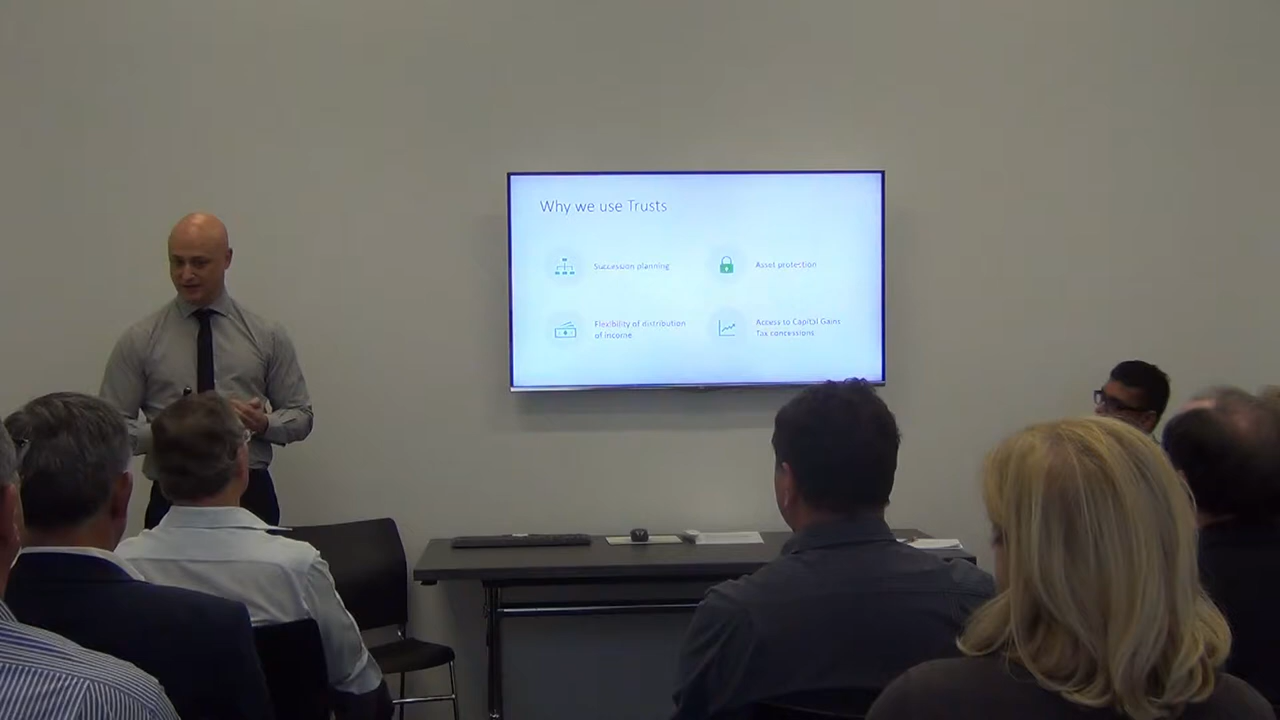 Why we use Trusts
Succession planning
Asset protection
Flexibility of distribution
of income
Access to Capital Gains
Tax concessions